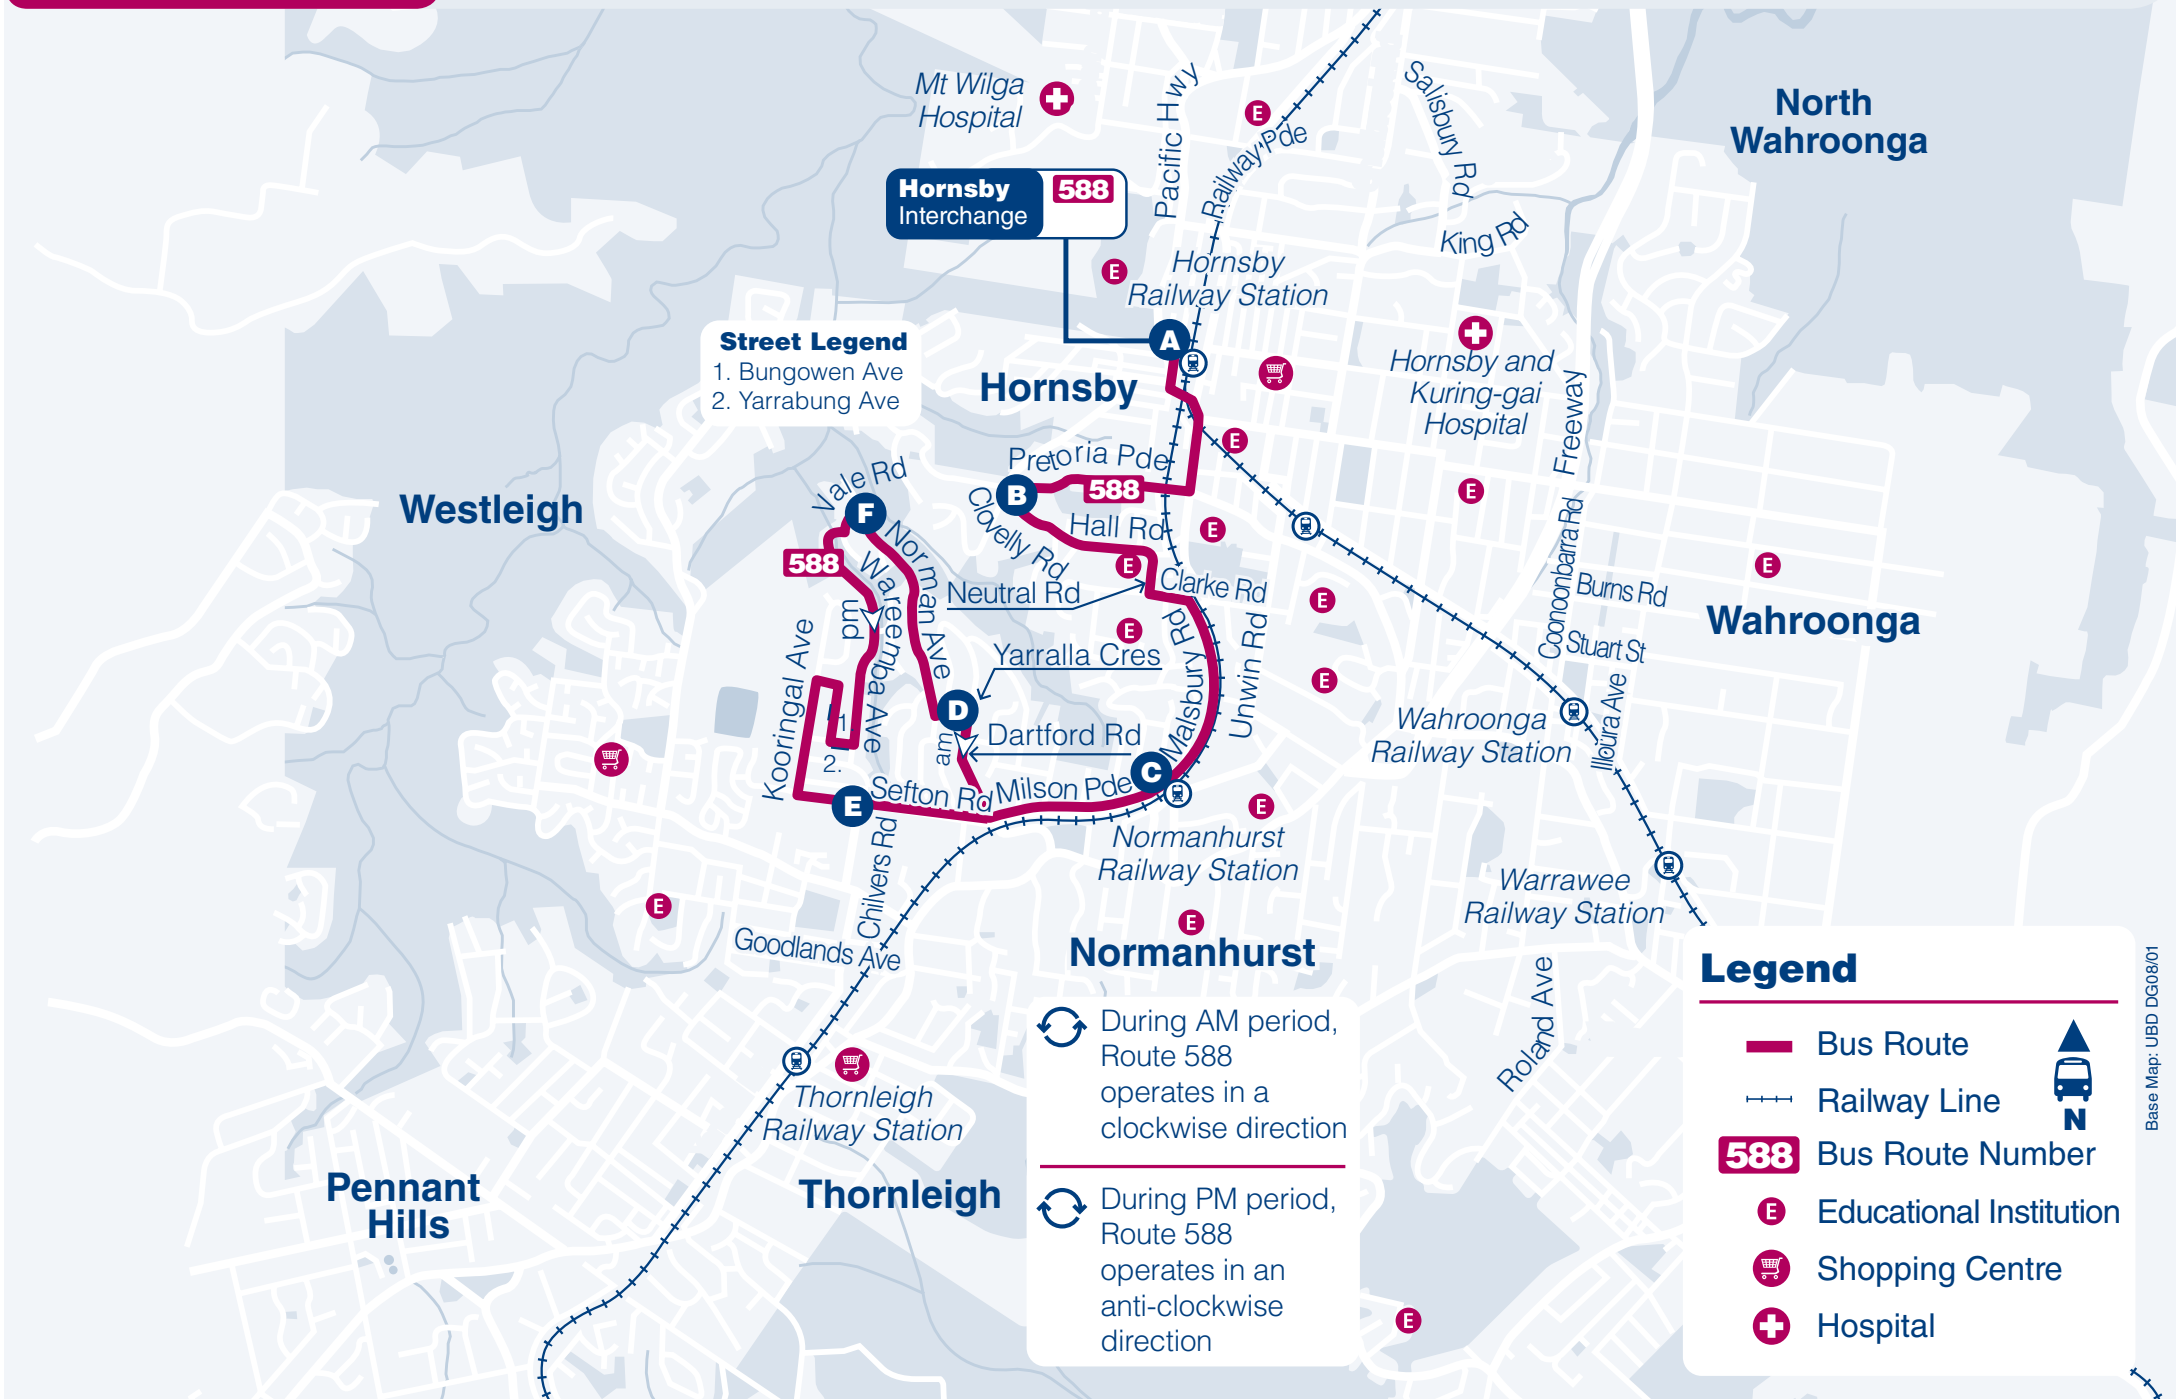 Mt Wilga
Hospital
Pacific Hwy
Railway Pde
Salisbury Rd
King Rd
North
Wahroonga
Hornsby
Interchange
588
E
E
Hornsby
Railway Station
A
Street Legend
1. Bungowen Ave
2. Yarrabung Ave
Hornsby
Hornsby and
Kuring-gai
Hospital
Freeway
E
Pretoria Pde
588
B
E
Westleigh
Vale Rd
F
588
Norman Ave
Wareemba Ave
pm
Clovelly Rd
Hall Rd
E
E
Neutral Rd
Clarke Rd
E
E
Coonoonbarra Rd
Burns Rd
Stuart St
Wahroonga
E
E
Kooringal Ave
Yarralla Cres
Malsbury Rd
Unwin Rd
1.
2.
D
am
Dartford Rd
C
Wahroonga
Railway Station
Illoura Ave
E
Sefton Rd
Milson Pde
E
Normanhurst
Railway Station
Chilvers Rd
Warrawee
Railway Station
E
E
Goodlands Ave
Normanhurst
Roland Ave
Thornleigh
Railway Station
Pennant
Hills
Thornleigh
During AM period,
Route 588
operates in a
clockwise direction
During PM period,
Route 588
operates in an
anti-clockwise
direction
E
Legend
Bus Route
Railway Line
N
588 Bus Route Number
E Educational Institution
Shopping Centre
Hospital
Base Map: UBD DG08/01